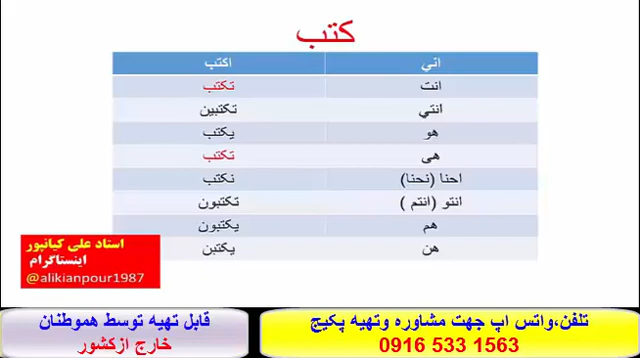 کتب
اني اكتب
انت تكتب
انتي تكتبين
هو يكتب
هی تكتب
احنا (نحنا) نكتب
انتو (انتم ) تكتبون
هم يكتبون
هن يكتبن
استاد علی کیانپور
اینستاگرام
@alikianpour1987
تلفن،واتس اپ جهت مشاوره وتهیه پکیج
0916 533 1563
قابل تهیه توسط هموطنان
خارج ازکشور